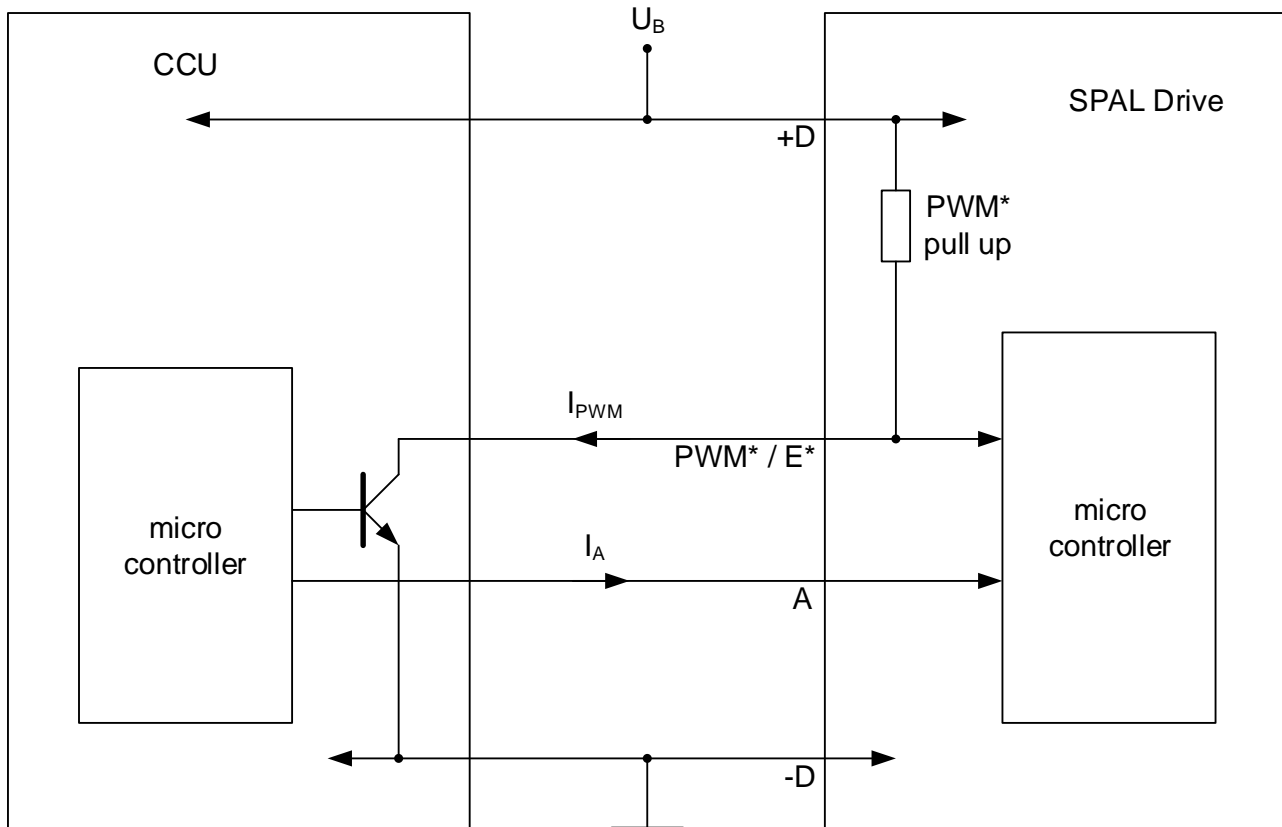 U_B
CCU
SPAL Drive
+D
PWM*
pull up
I_PWM
PWM* / E*
micro
controller
micro
controller
I_A
A
-D